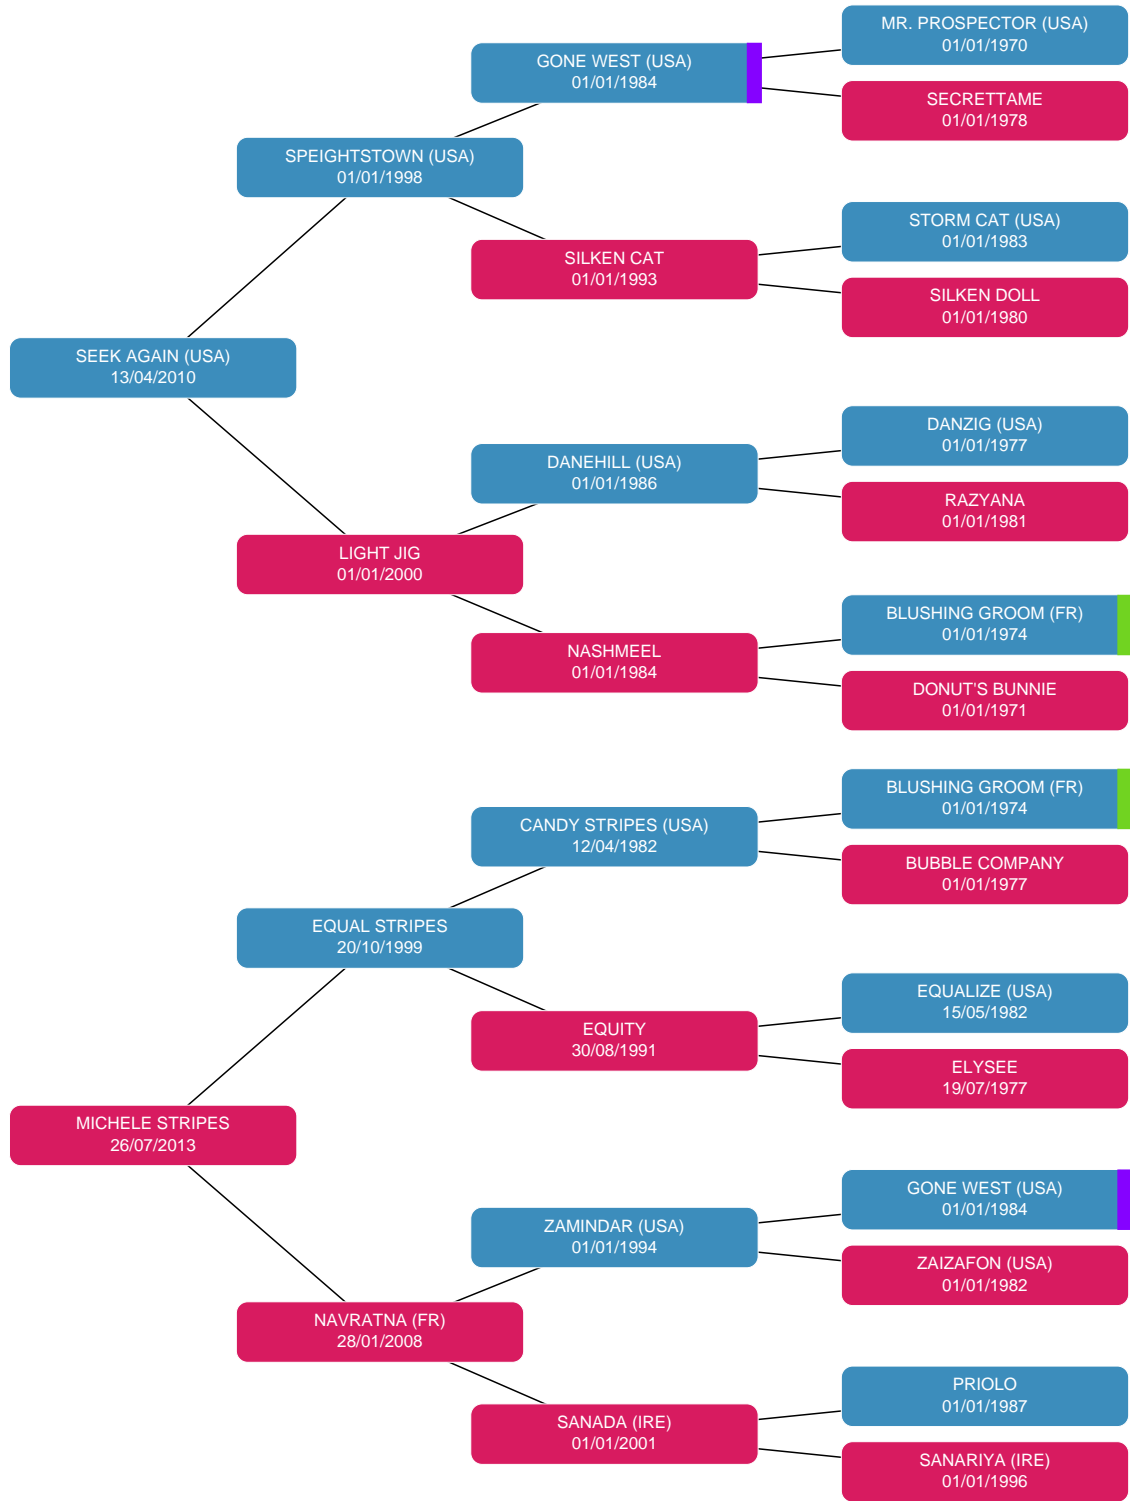 MR. PROSPECTOR (USA)
01/01/1970
GONE WEST (USA)
01/01/1984
SECRETTAME
01/01/1978
SPEIGHTSTOWN (USA)
01/01/1998
STORM CAT (USA)
01/01/1983
SILKEN CAT
01/01/1993
SILKEN DOLL
01/01/1980
SEEK AGAIN (USA)
13/04/2010
DANZIG (USA)
01/01/1977
DANEHILL (USA)
01/01/1986
RAZYANA
01/01/1981
LIGHT JIG
01/01/2000
BLUSHING GROOM (FR)
01/01/1974
NASHMEEL
01/01/1984
DONUT'S BUNNIE
01/01/1971
BLUSHING GROOM (FR)
01/01/1974
CANDY STRIPES (USA)
12/04/1982
BUBBLE COMPANY
01/01/1977
EQUAL STRIPES
20/10/1999
EQUALIZE (USA)
15/05/1982
EQUITY
30/08/1991
ELYSEE
19/07/1977
MICHELE STRIPES
26/07/2013
GONE WEST (USA)
01/01/1984
ZAMINDAR (USA)
01/01/1994
ZAIZAFON (USA)
01/01/1982
NAVRATNA (FR)
28/01/2008
PRIOLO
01/01/1987
SANADA (IRE)
01/01/2001
SANARIYA (IRE)
01/01/1996